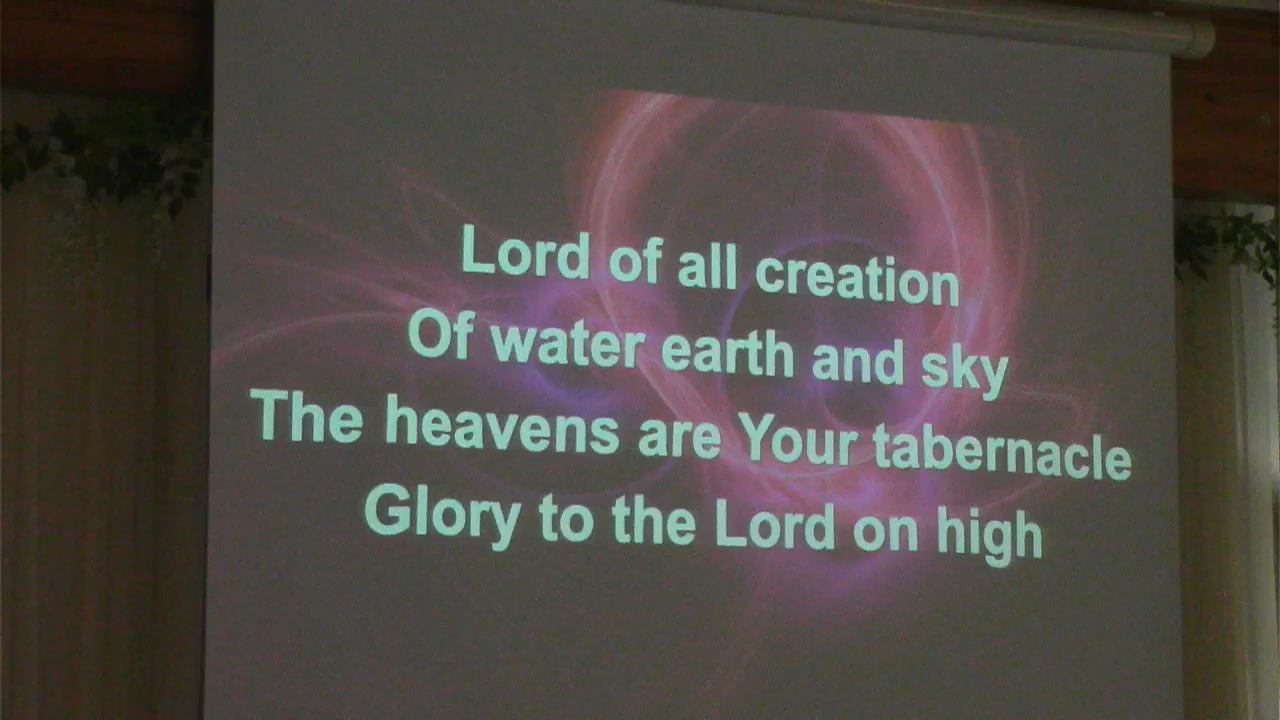 Lord of all creation
Of water earth and sky
The heavens are Your tabernacle
Glory to the Lord on high